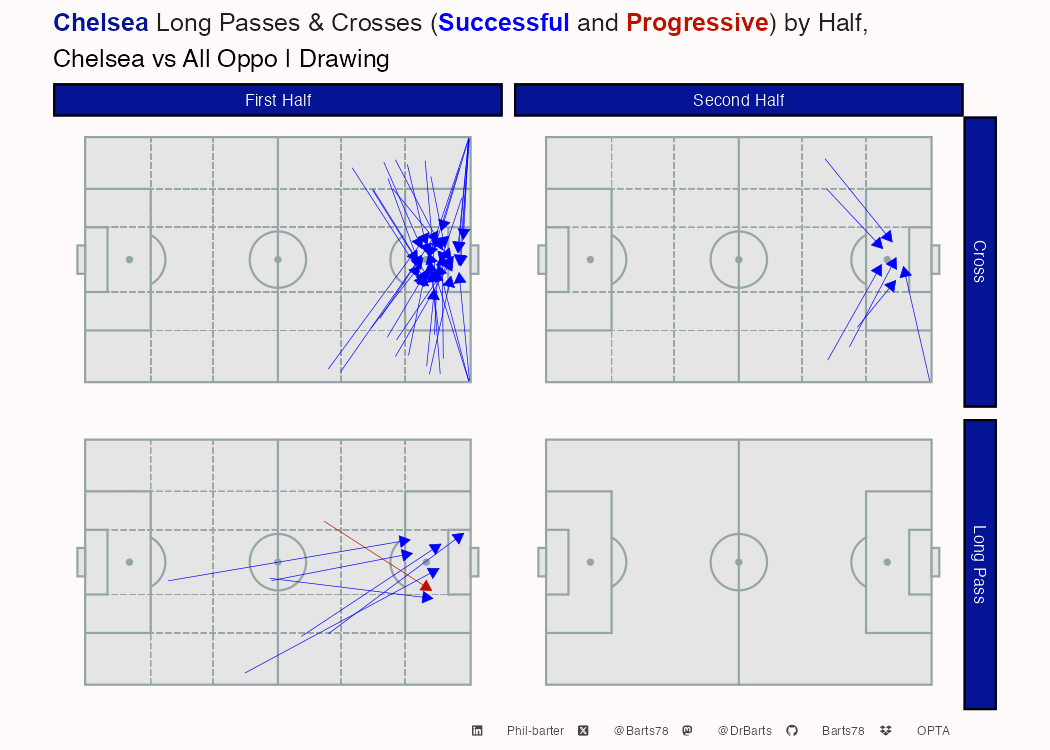 Chelsea Long Passes & Crosses (Successful and Progressive) by Half,
Chelsea vs All Oppo | Drawing
First Half
Second Half
Cross
Long Pass
Phil-barter @Barts78 @DrBarts Barts78 OPTA